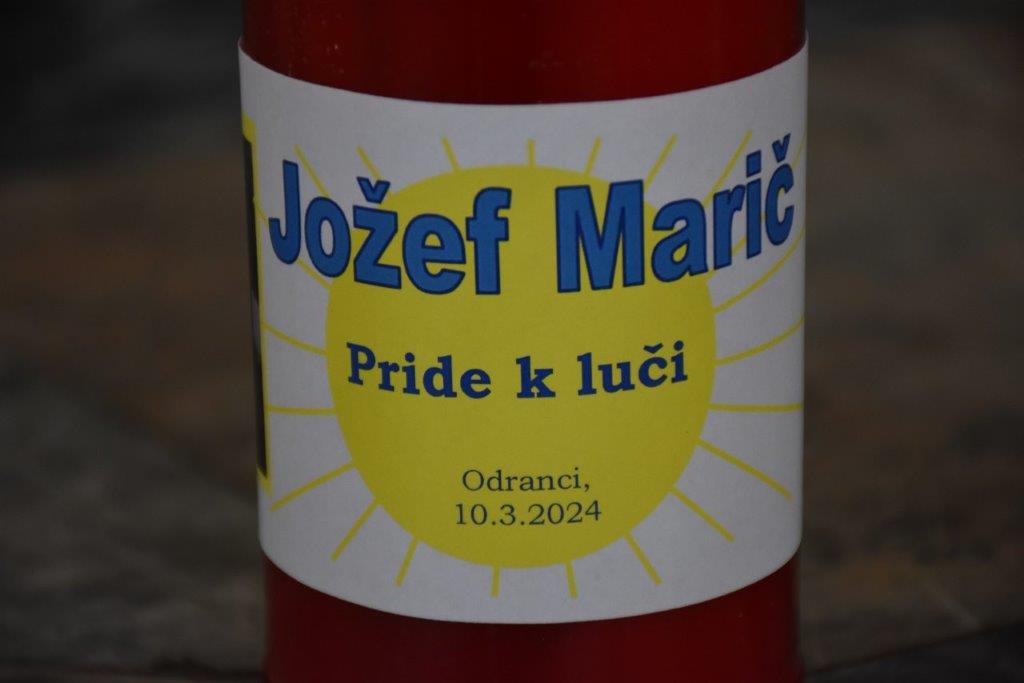 Jožef Marič
Pride k luči
Odranci,
10.3.2024